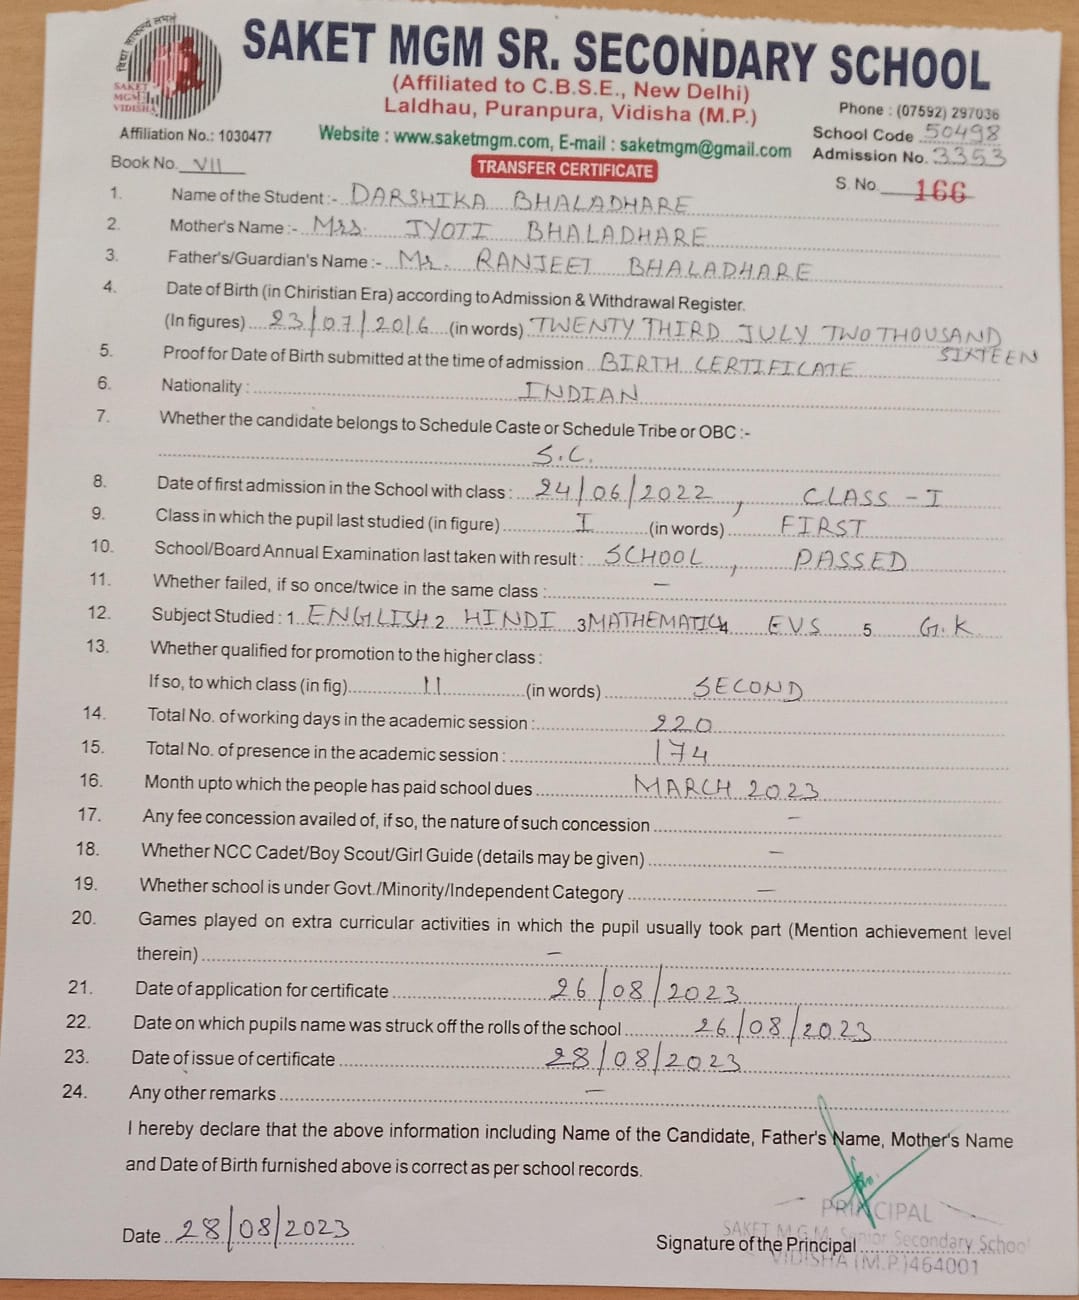 विद्या अमृतम् लभते
SAKET
MGM
VIDISHA
SAKET MGM SR. SECONDARY SCHOOL
(Affiliated to C.B.S.E., New Delhi)
Laldhau, Puranpura, Vidisha (M.P.)
Phone : (07592) 297036
Affiliation No.: 1030477 Website : www.saketmgm.com, E-mail : saketmgm@gmail.com School Code 50498
Book No. VII TRANSFER CERTIFICATE Admission No. 3353
S. No. 166
1. Name of the Student :- DARSHIKA BHALADHARE
2. Mother's Name :- Mrs. JYOTI BHALADHARE
3. Father's/Guardian's Name :- Mr. RANJEET BHALADHARE
4. Date of Birth (in Chiristian Era) according to Admission & Withdrawal Register.
(In figures) 23/07/2016 (in words) TWENTY THIRD JULY TWO THOUSAND
SIXTEEN
5. Proof for Date of Birth submitted at the time of admission BIRTH CERTIFICATE
6. Nationality : INDIAN
7. Whether the candidate belongs to Schedule Caste or Schedule Tribe or OBC :-
S.C.
8. Date of first admission in the School with class : 24/06/2022, CLASS - I
9. Class in which the pupil last studied (in figure) I (in words) FIRST
10. School/Board Annual Examination last taken with result : SCHOOL, PASSED
11. Whether failed, if so once/twice in the same class : —
12. Subject Studied : 1 ENGLISH 2 HINDI 3 MATHEMATICS 4 EVS 5 G.K
13. Whether qualified for promotion to the higher class :
If so, to which class (in fig) II (in words) SECOND
14. Total No. of working days in the academic session : 220
15. Total No. of presence in the academic session : 174
16. Month upto which the people has paid school dues MARCH 2023
17. Any fee concession availed of, if so, the nature of such concession —
18. Whether NCC Cadet/Boy Scout/Girl Guide (details may be given) —
19. Whether school is under Govt./Minority/Independent Category —
20. Games played on extra curricular activities in which the pupil usually took part (Mention achievement level
therein) —
21. Date of application for certificate 26/08/2023
22. Date on which pupils name was struck off the rolls of the school 26/08/2023
23. Date of issue of certificate 28/08/2023
24. Any other remarks —
I hereby declare that the above information including Name of the Candidate, Father's Name, Mother's Name
and Date of Birth furnished above is correct as per school records.
PRINCIPAL
SAKET M.G.M. Senior Secondary School
VIDISHA (M.P.) 464001
Date 28/08/2023 Signature of the Principal